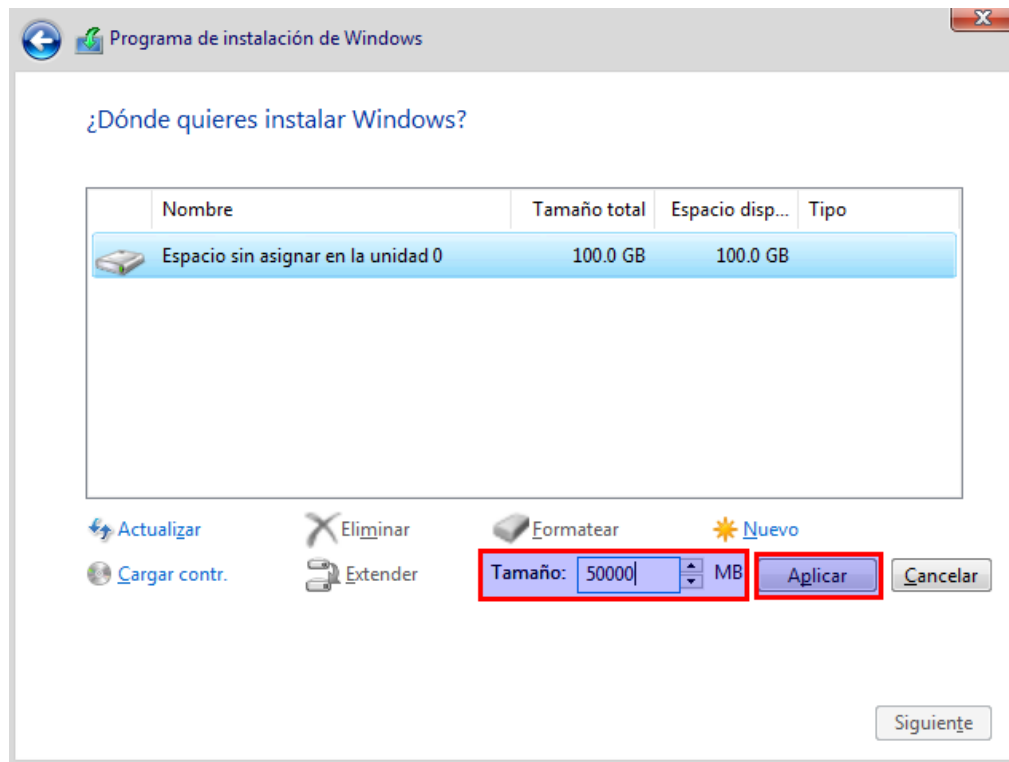 Programa de instalación de Windows
¿Dónde quieres instalar Windows?
Nombre Tamaño total Espacio disp... Tipo
Espacio sin asignar en la unidad 0 100.0 GB 100.0 GB
Actualizar Eliminar Formatear Nuevo
Cargar contr. Extender Tamaño: 50000 MB Aplicar Cancelar
Siguiente